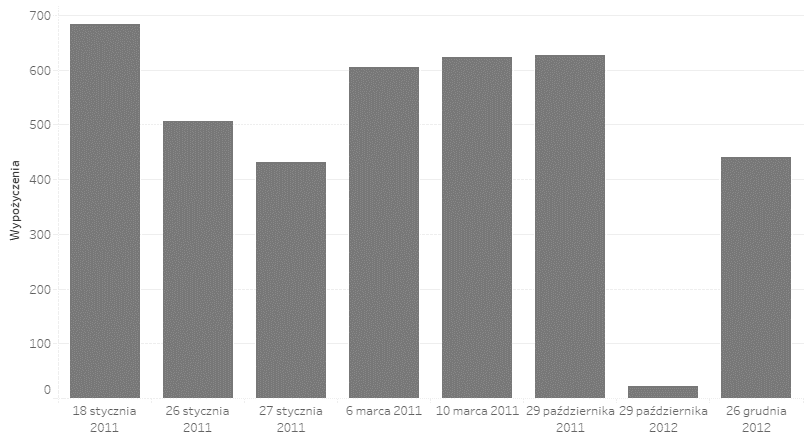 700
600
500
400
300
200
100
0
Wypożyczenia
18 stycznia
2011
26 stycznia
2011
27 stycznia
2011
6 marca 2011
10 marca 2011
29 października
2011
29 października
2012
26 grudnia
2012